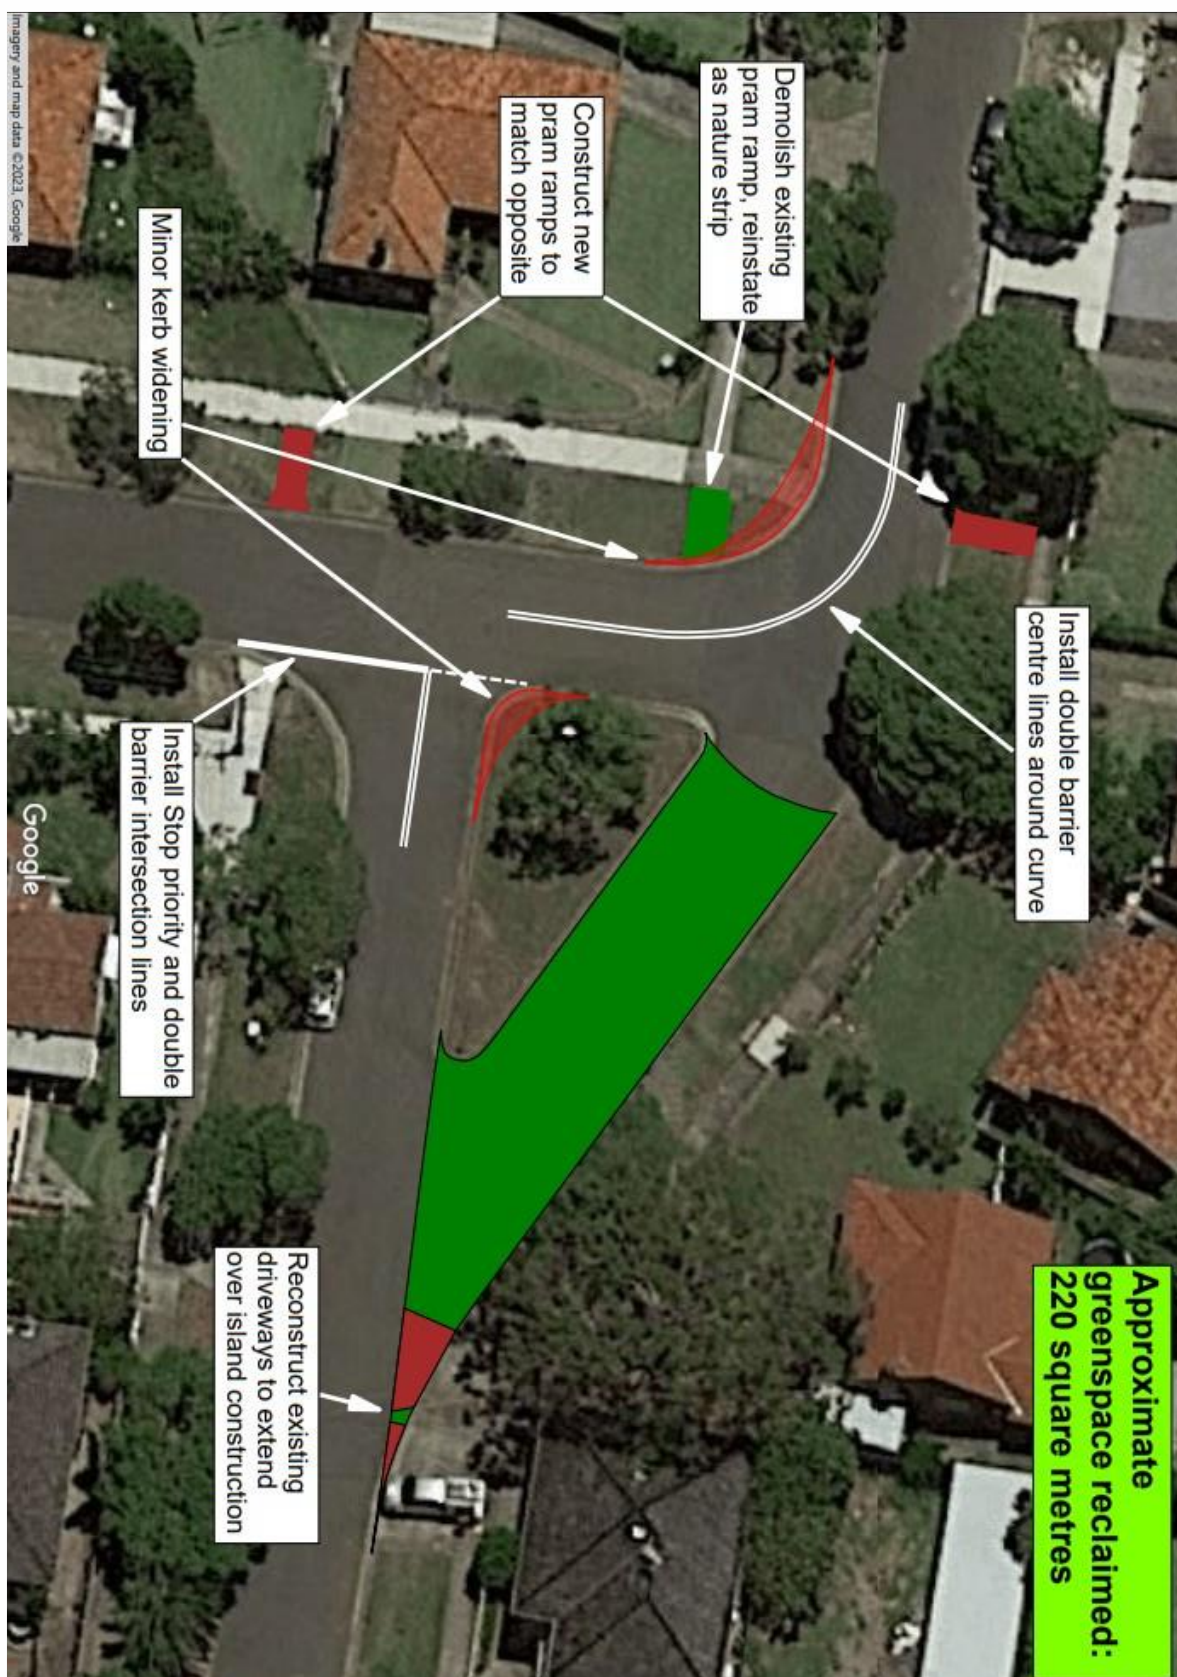 Approximate
greenspace reclaimed:
220 square metres
Install double barrier
centre lines around curve
Demolish existing
pram ramp, reinstate
as nature strip
Construct new
pram ramps to
match opposite
Minor kerb widening
Install Stop priority and double
barrier intersection lines
Reconstruct existing
driveways to extend
over island construction
Google
Imagery and map data ©2023, Google